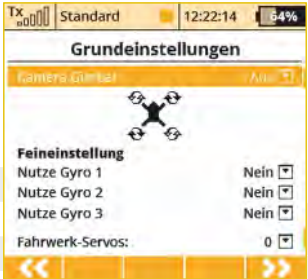 Tx Standard 12:22:14 64%
Grundeinstellungen
Kamera Gimbal Aus
Feineinstellung
Nutze Gyro 1 Nein
Nutze Gyro 2 Nein
Nutze Gyro 3 Nein
Fahrwerk-Servos: 0